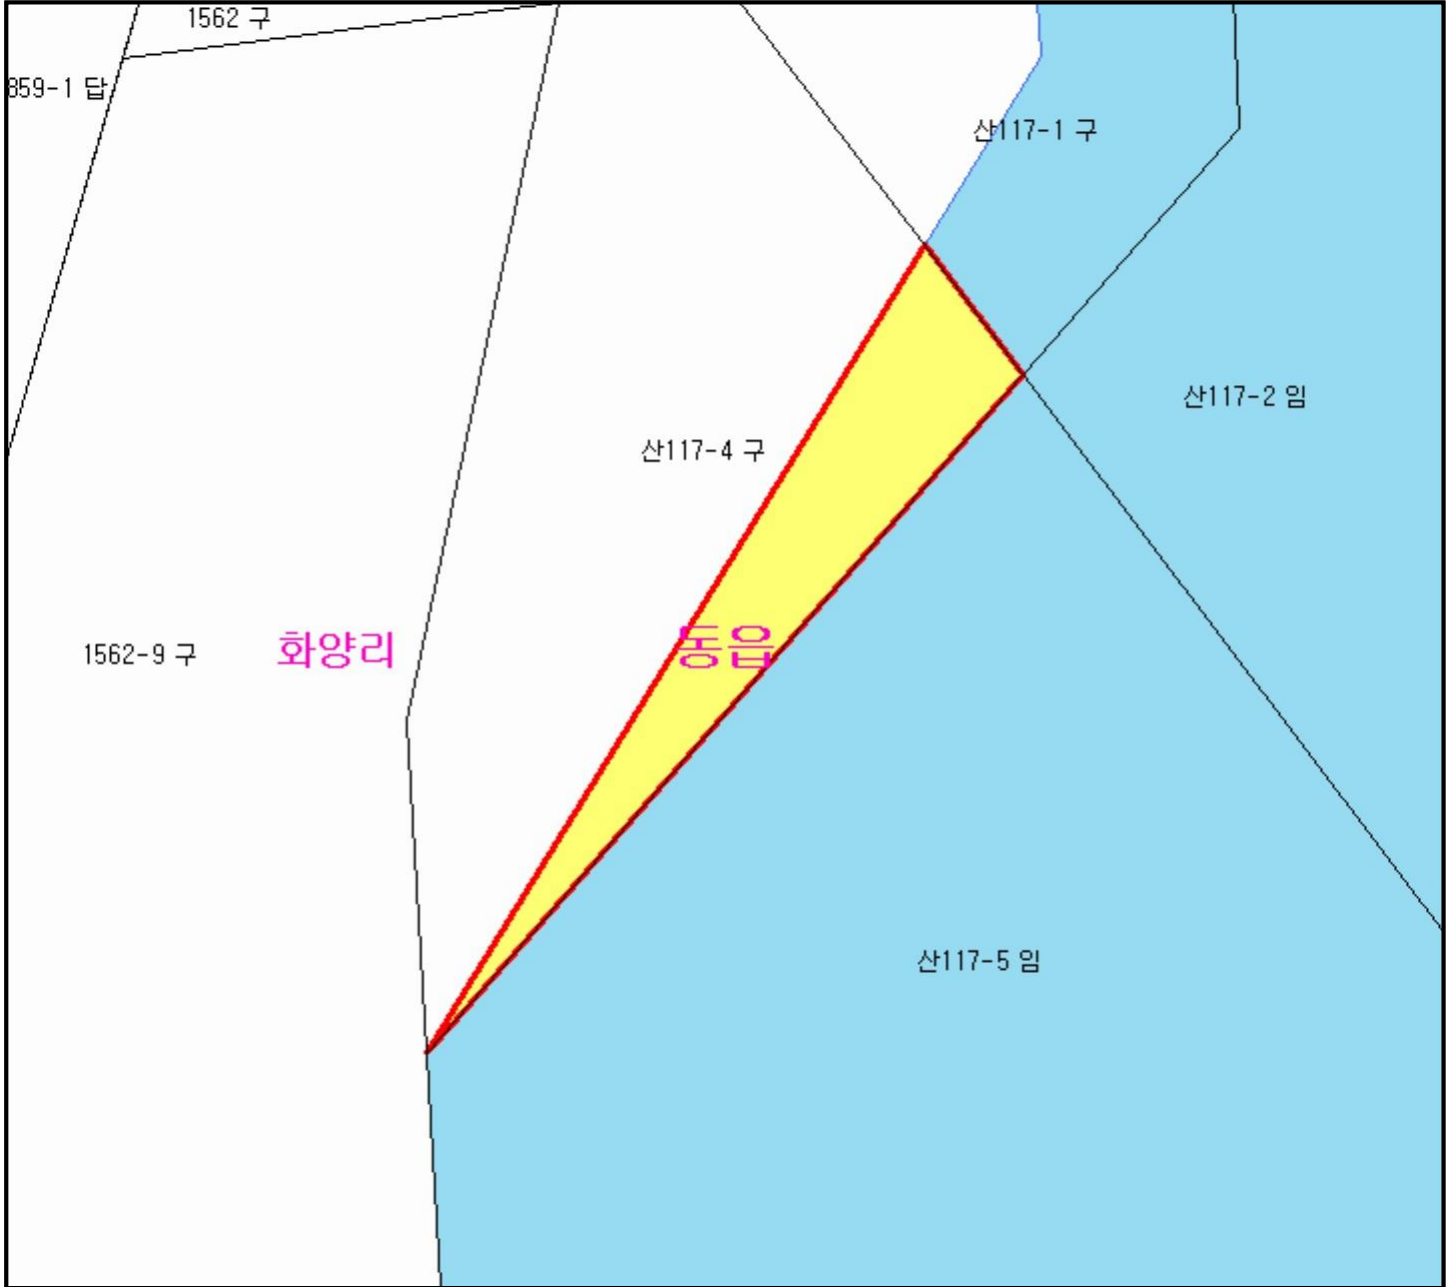 1562 구
859-1 답
산117-1 구
산117-2 임
산117-4 구
1562-9 구
화양리
동읍
산117-5 임